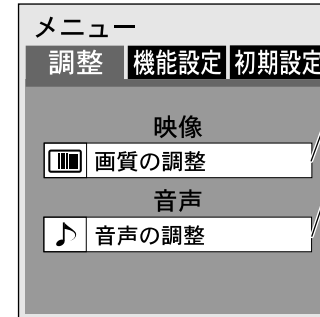 メニュー
調整 機能設定 初期設定
映像
画質の調整
音声
音声の調整